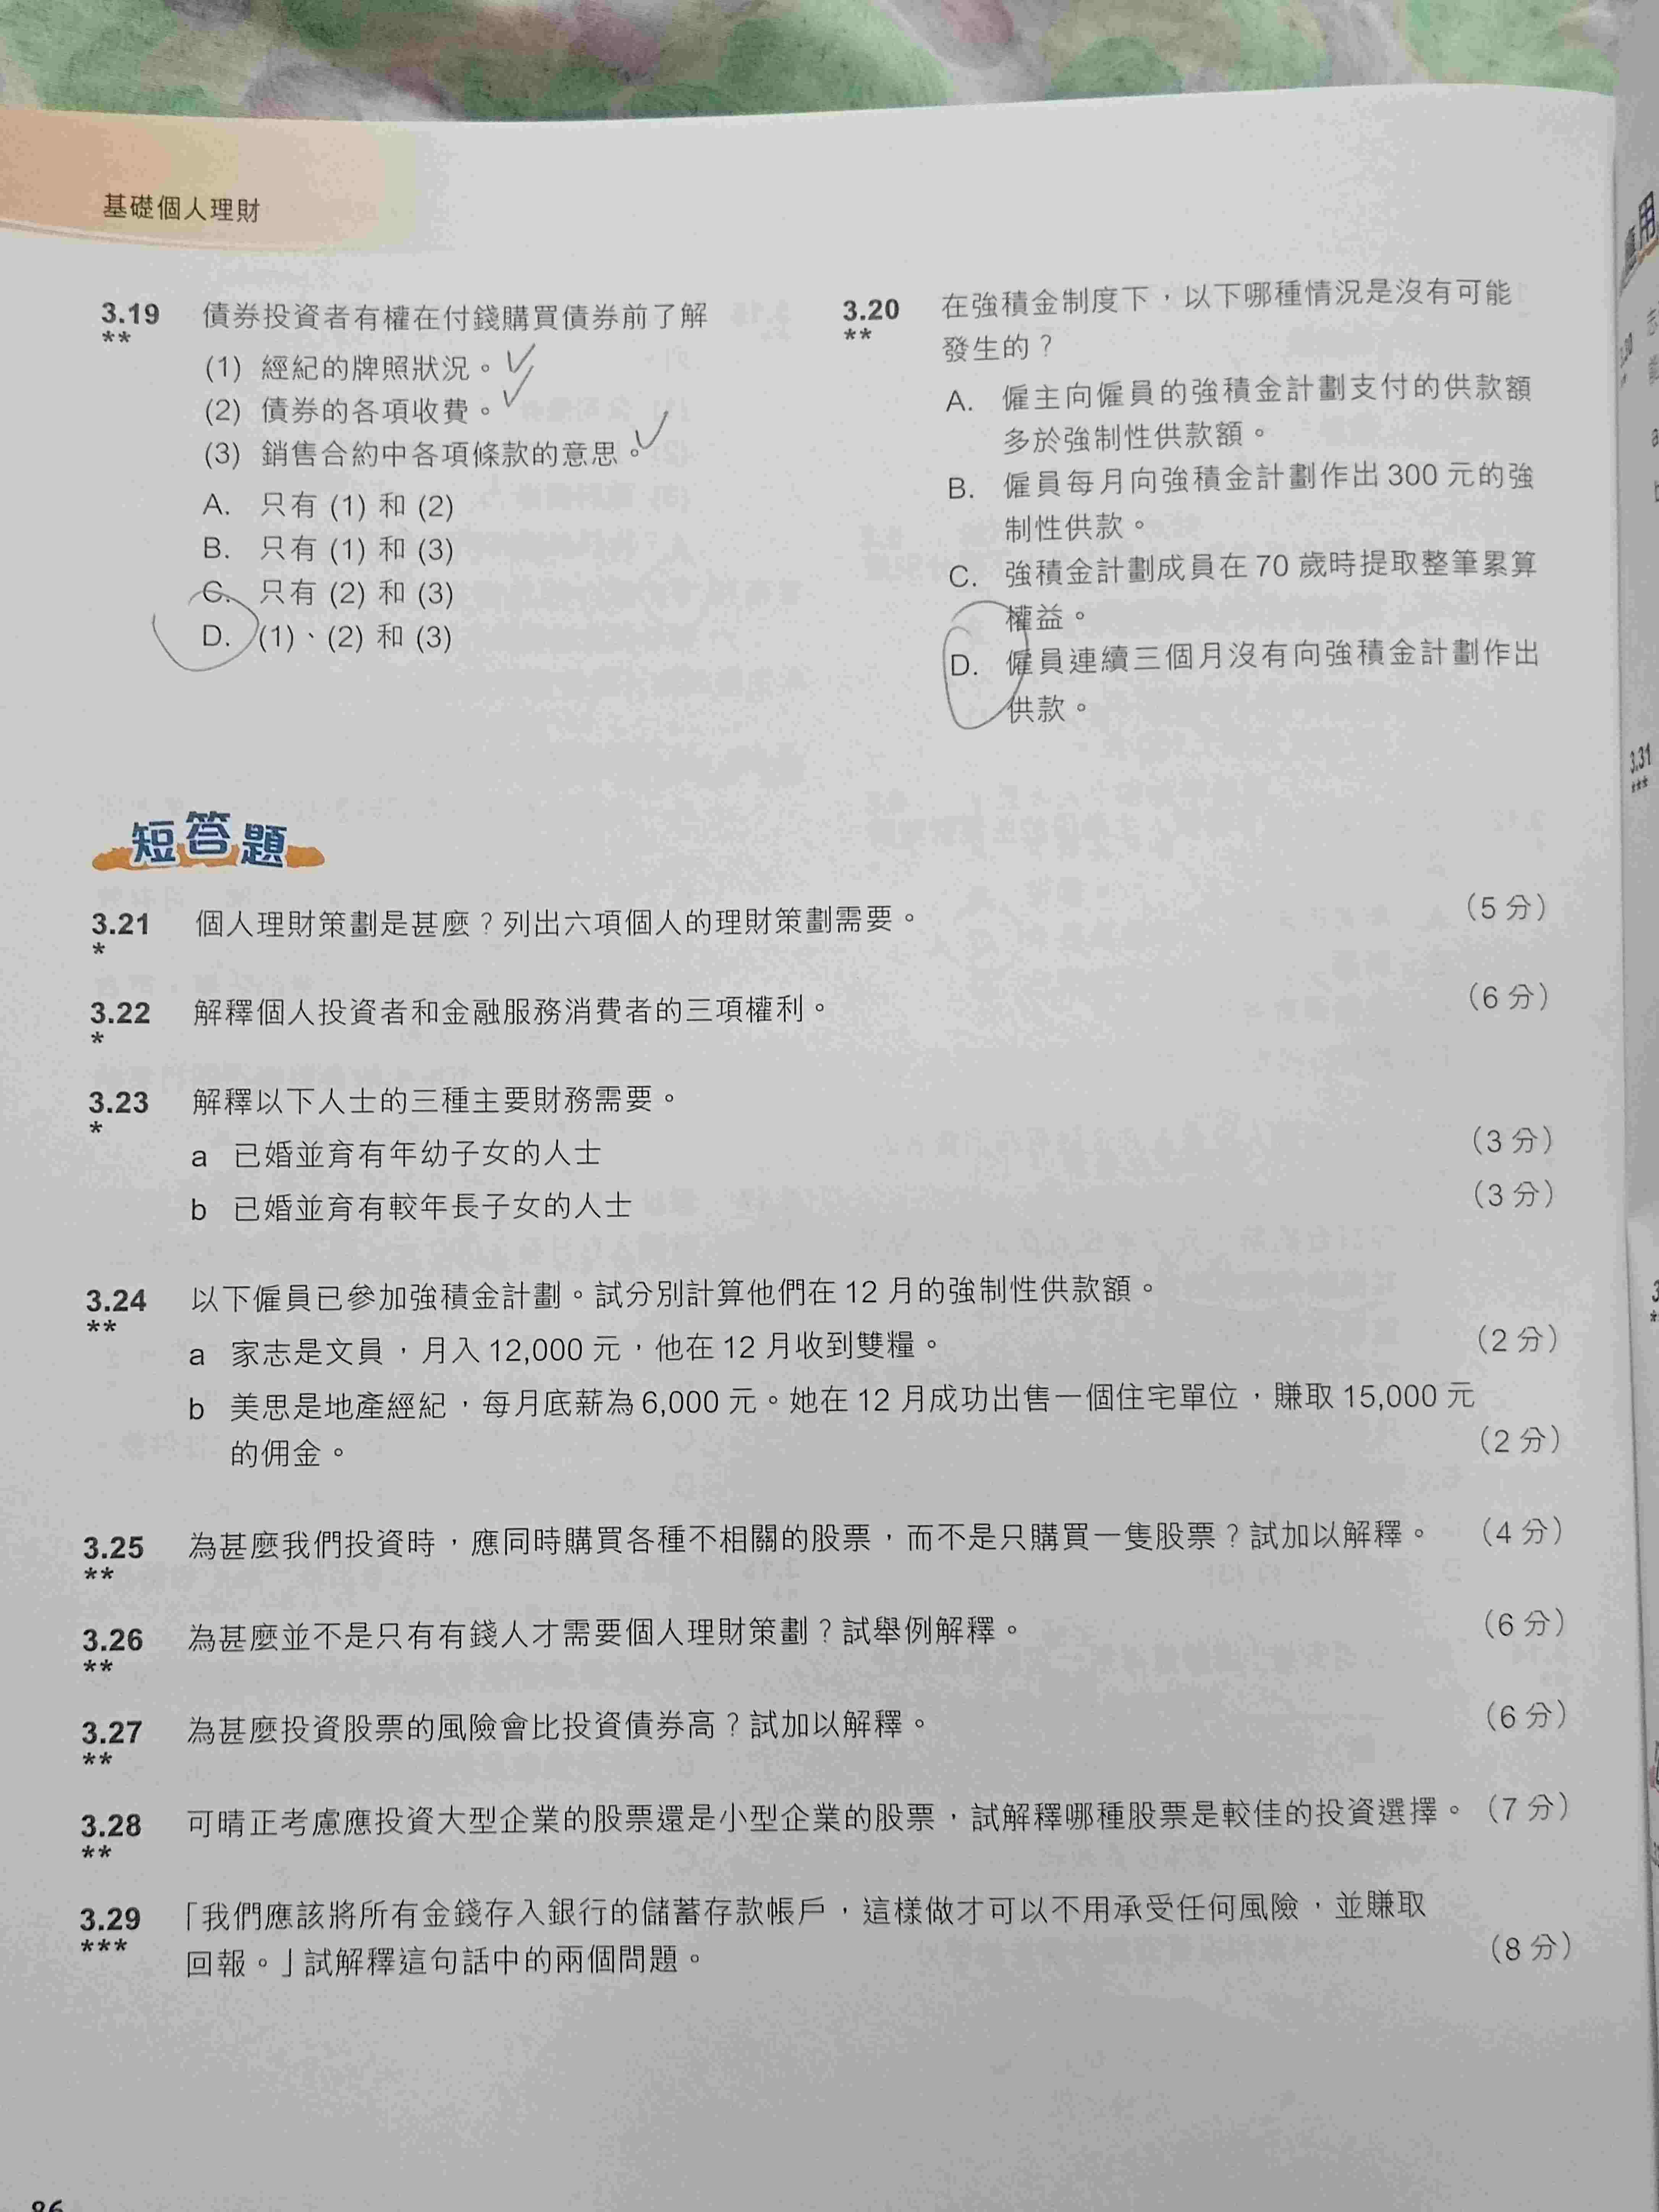 基礎個人理財
3.19 債券投資者有權在付錢購買債券前了解
**
(1) 經紀的牌照狀況。
(2) 債券的各項收費。
(3) 銷售合約中各項條款的意思。
A. 只有 (1) 和 (2)
B. 只有 (1) 和 (3)
C. 只有 (2) 和 (3)
D. (1)、(2) 和 (3)
3.20 在強積金制度下，以下哪種情況是沒有可能
** 發生的？
A. 僱主向僱員的強積金計劃支付的供款額
多於強制性供款額。
B. 僱員每月向強積金計劃作出 300 元的強
制性供款。
C. 強積金計劃成員在 70 歲時提取整筆累算
權益。
D. 僱員連續三個月沒有向強積金計劃作出
供款。
短答題
3.21 個人理財策劃是甚麼？列出六項個人的理財策劃需要。 （5 分）
*
3.22 解釋個人投資者和金融服務消費者的三項權利。 （6 分）
*
3.23 解釋以下人士的三種主要財務需要。
*
a 已婚並育有年幼子女的人士 （3 分）
b 已婚並育有較年長子女的人士 （3 分）
3.24 以下僱員已參加強積金計劃。試分別計算他們在 12 月的強制性供款額。
**
a 家志是文員，月入 12,000 元，他在 12 月收到雙糧。 （2 分）
b 美思是地產經紀，每月底薪為 6,000 元。她在 12 月成功出售一個住宅單位，賺取 15,000 元
的佣金。 （2 分）
3.25 為甚麼我們投資時，應同時購買各種不相關的股票，而不是只購買一隻股票？試加以解釋。 （4 分）
**
3.26 為甚麼並不是只有有錢人才需要個人理財策劃？試舉例解釋。 （6 分）
**
3.27 為甚麼投資股票的風險會比投資債券高？試加以解釋。 （6 分）
**
3.28 可晴正考慮應投資大型企業的股票還是小型企業的股票，試解釋哪種股票是較佳的投資選擇。 （7 分）
**
3.29 「我們應該將所有金錢存入銀行的儲蓄存款帳戶，這樣做才可以不用承受任何風險，並賺取
*** 回報。」試解釋這句話中的兩個問題。 （8 分）
86
應用
3.30
3.31
***